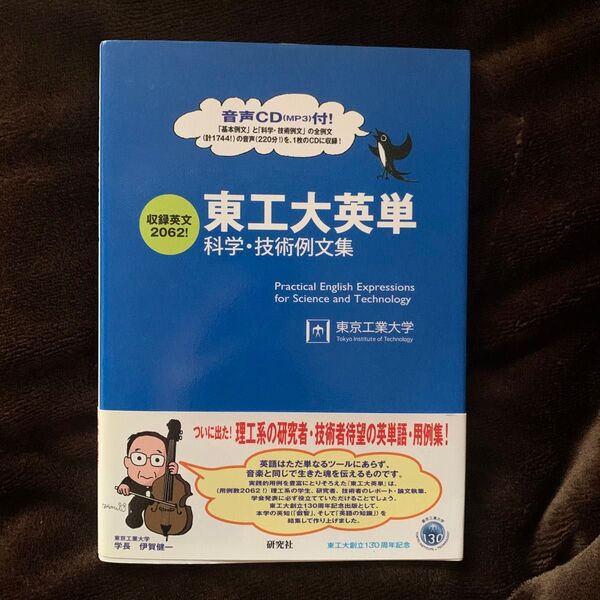 音声CD(MP3)付!
「基本例文」と「科学・技術例文」の全例文
(計1744!)の音声(220分!)を、1枚のCDに収録!
収録英文
2062!
東工大英単
科学・技術例文集
Practical English Expressions
for Science and Technology
東京工業大学
Tokyo Institute of Technology
ついに出た!理工系の研究者・技術者待望の英単語・用例集!
英語はただ単なるツールにあらず、
音楽と同じで生きた魂を伝えるものです。
実践的用例を豊富にとりそろえた「東工大英単」は、
(用例数2062!)理工系の学生、研究者、技術者のレポート・論文執筆、
学会発表に必ず役立てていただけることでしょう。
東工大創立130周年記念出版として、
本学の英知(「叡智」、そして「英語の知識」)を
結集して作り上げました。
東京工業大学
学長 伊賀健一
研究社
東工大創立130周年記念
130